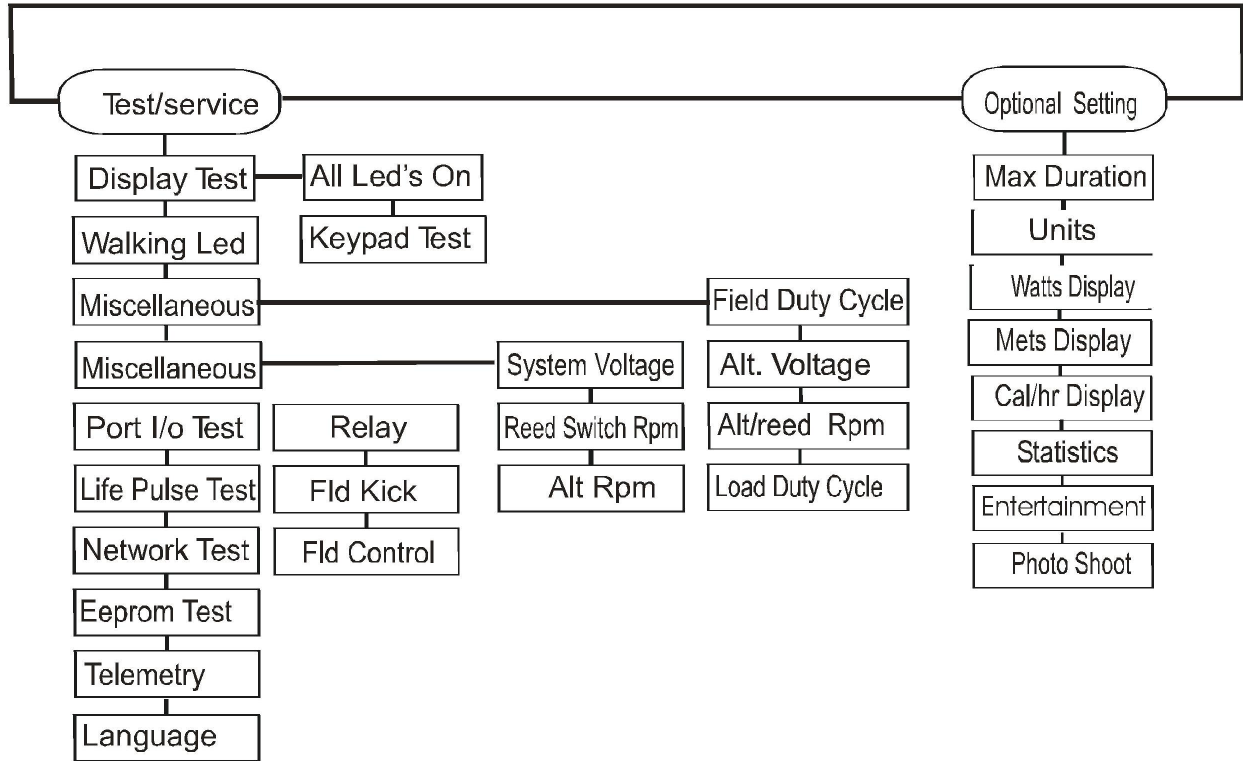 Test/service
Optional Setting
Display Test
All Led's On
Max Duration
Walking Led
Keypad Test
Units
Miscellaneous
Field Duty Cycle
Watts Display
Miscellaneous
System Voltage
Alt. Voltage
Mets Display
Port I/o Test
Relay
Reed Switch Rpm
Alt/reed Rpm
Cal/hr Display
Life Pulse Test
Fld Kick
Alt Rpm
Load Duty Cycle
Statistics
Entertainment
Network Test
Fld Control
Photo Shoot
Eeprom Test
Telemetry
Language